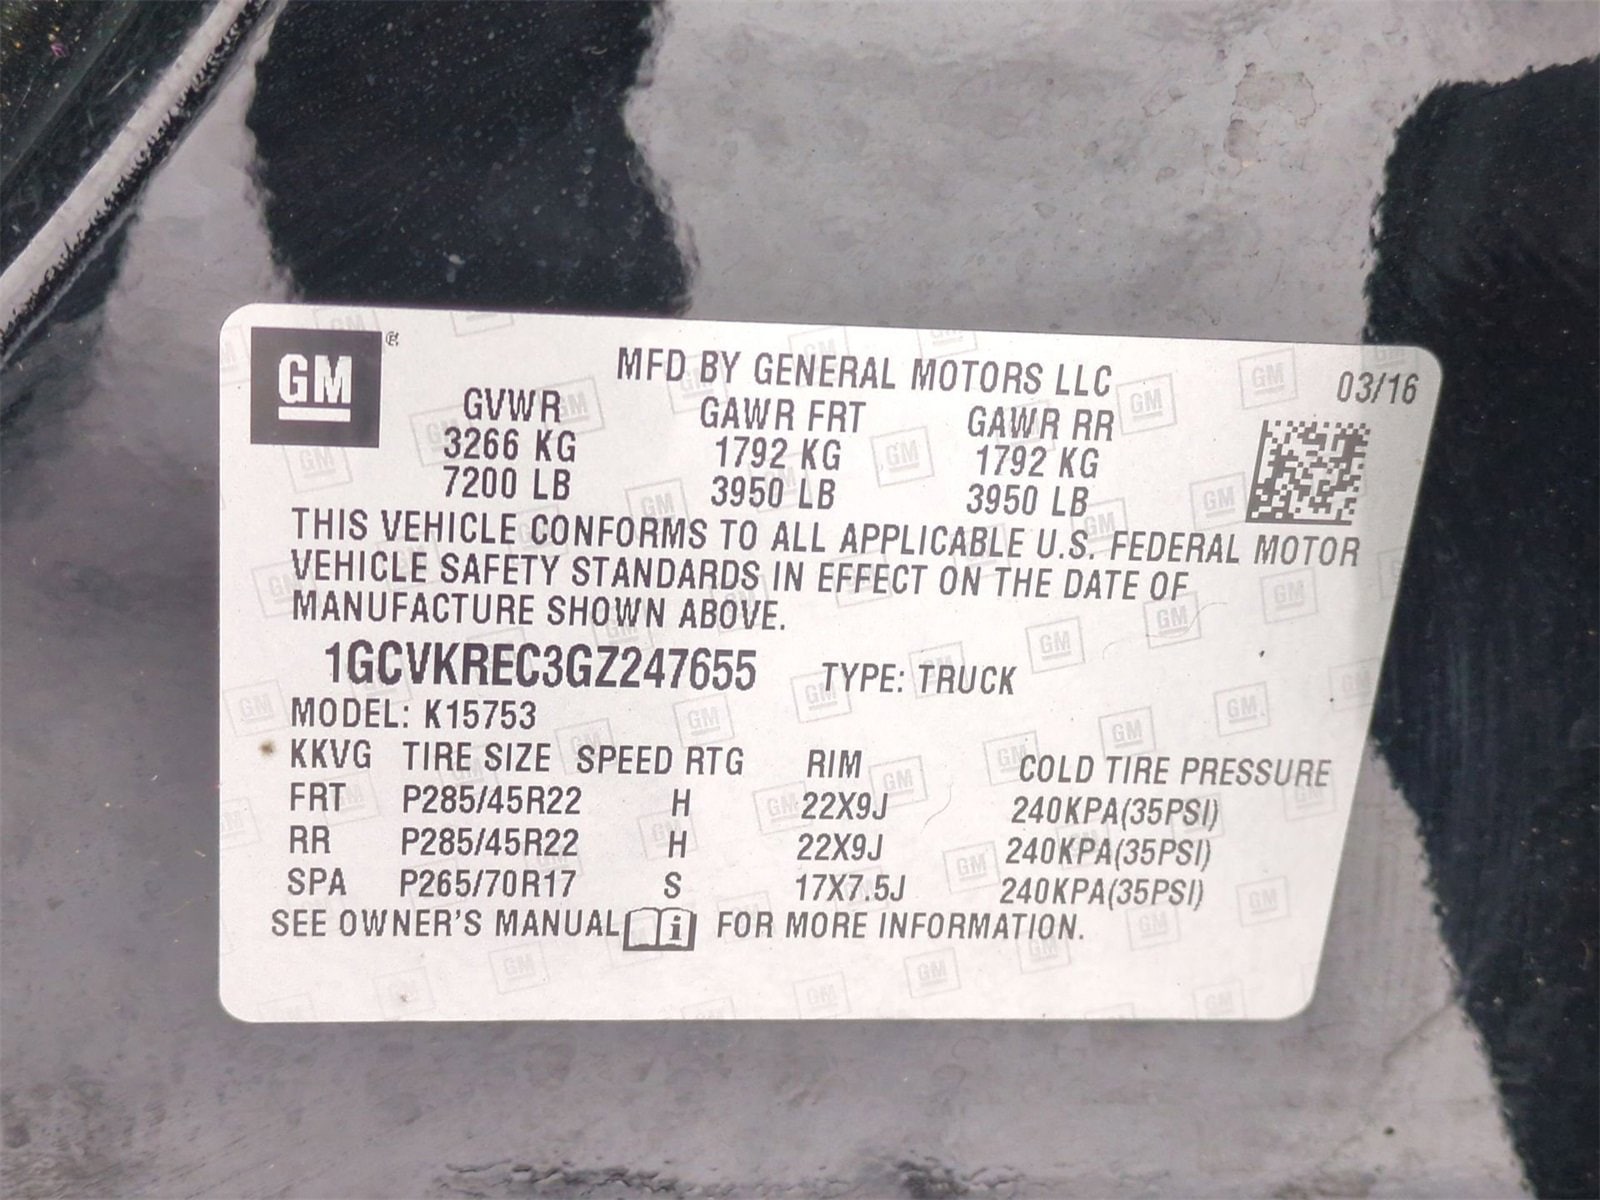 GM
MFD BY GENERAL MOTORS LLC
03/16
GVWR GAWR FRT GAWR RR
3266 KG 1792 KG 1792 KG
7200 LB 3950 LB 3950 LB
THIS VEHICLE CONFORMS TO ALL APPLICABLE U.S. FEDERAL MOTOR
VEHICLE SAFETY STANDARDS IN EFFECT ON THE DATE OF
MANUFACTURE SHOWN ABOVE.
1GCVKREC3GZ247655 TYPE: TRUCK
MODEL: K15753
KKVG TIRE SIZE SPEED RTG RIM COLD TIRE PRESSURE
FRT P285/45R22 H 22X9J 240KPA(35PSI)
RR P285/45R22 H 22X9J 240KPA(35PSI)
SPA P265/70R17 S 17X7.5J 240KPA(35PSI)
SEE OWNER'S MANUAL i FOR MORE INFORMATION.